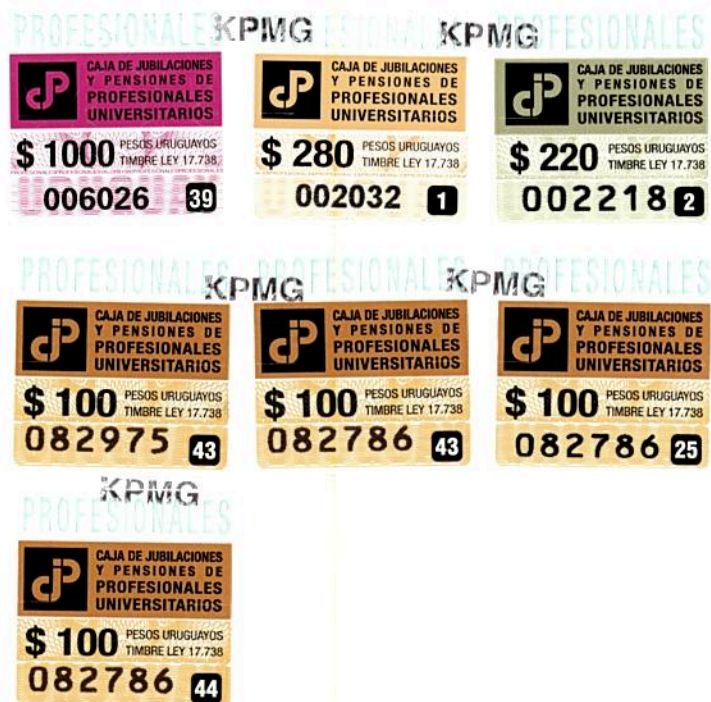 PROFESIONALES KPMG PROFESIONALES KPMG PROFESIONALES
CAJA DE JUBILACIONES
Y PENSIONES DE
PROFESIONALES
UNIVERSITARIOS
$ 1000 PESOS URUGUAYOS
TIMBRE LEY 17.738
006026 39
CAJA DE JUBILACIONES
Y PENSIONES DE
PROFESIONALES
UNIVERSITARIOS
$ 280 PESOS URUGUAYOS
TIMBRE LEY 17.738
002032 1
CAJA DE JUBILACIONES
Y PENSIONES DE
PROFESIONALES
UNIVERSITARIOS
$ 220 PESOS URUGUAYOS
TIMBRE LEY 17.738
002218 2
PROFESIONALES KPMG PROFESIONALES KPMG PROFESIONALES
cjP CAJA DE JUBILACIONES
Y PENSIONES DE
PROFESIONALES
UNIVERSITARIOS
$ 100 PESOS URUGUAYOS
TIMBRE LEY 17.738
082975 43
cjP CAJA DE JUBILACIONES
Y PENSIONES DE
PROFESIONALES
UNIVERSITARIOS
$ 100 PESOS URUGUAYOS
TIMBRE LEY 17.738
082786 43
cjP CAJA DE JUBILACIONES
Y PENSIONES DE
PROFESIONALES
UNIVERSITARIOS
$ 100 PESOS URUGUAYOS
TIMBRE LEY 17.738
082786 25
KPMG
PROFESIONALES
cjP CAJA DE JUBILACIONES
Y PENSIONES DE
PROFESIONALES
UNIVERSITARIOS
$ 100 PESOS URUGUAYOS
TIMBRE LEY 17.738
082786 44